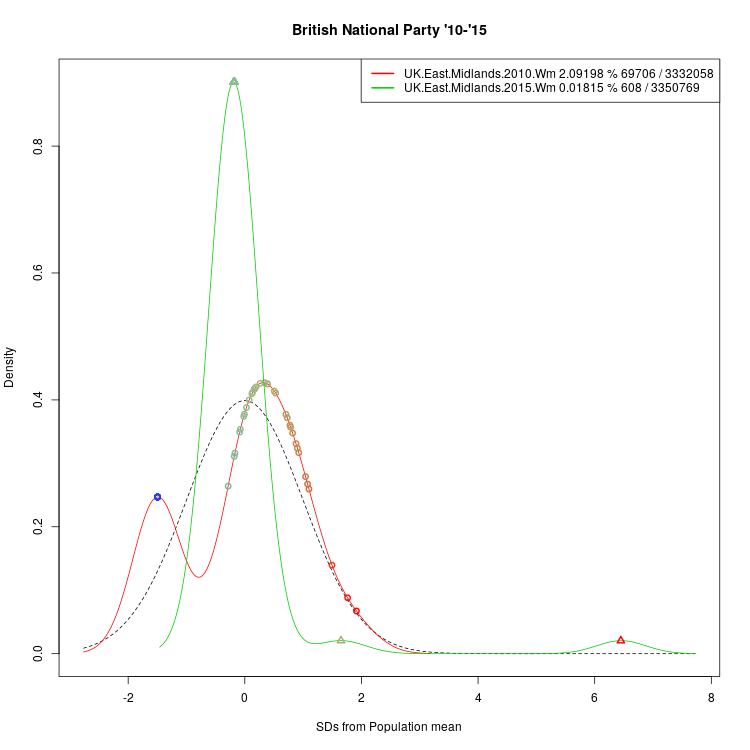 British National Party '10-'15
UK.East.Midlands.2010.Wm 2.09198 % 69706 / 3332058
UK.East.Midlands.2015.Wm 0.01815 % 608 / 3350769
Density
0.8
0.6
0.4
0.2
0.0
-2 0 2 4 6 8
SDs from Population mean